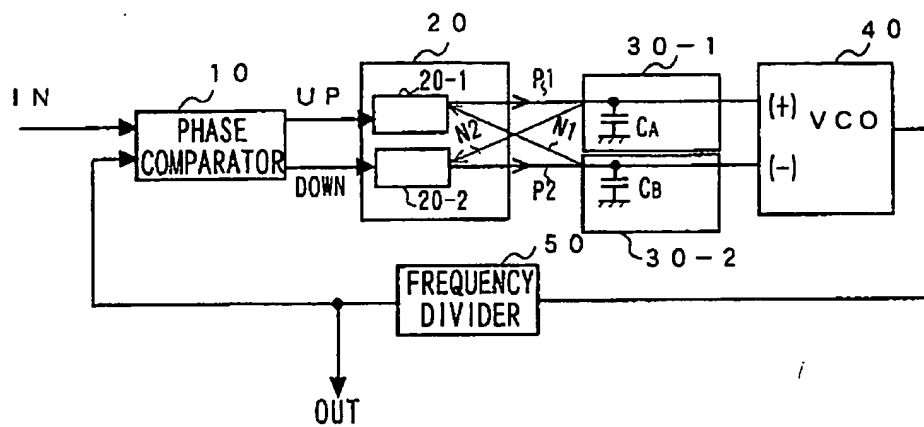 20
30-1
40
10
20-1
P1
IN
UP
(+)
VCO
PHASE
COMPARATOR
N2
N1
CA
DOWN
(-)
20-2
P2
CB
50
30-2
FREQUENCY
DIVIDER
i
OUT